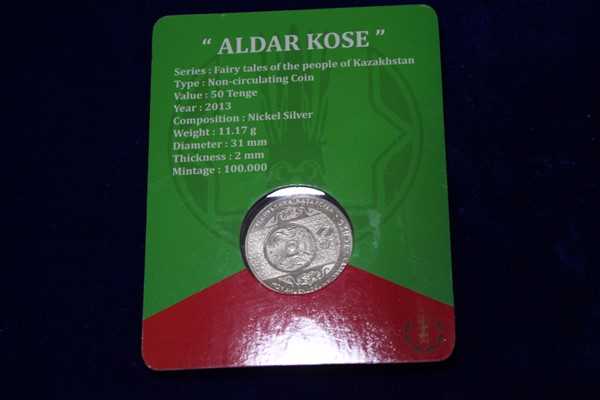 “ ALDAR KOSE ”
Series : Fairy tales of the people of Kazakhstan
Type : Non-circulating Coin
Value : 50 Tenge
Year : 2013
Composition : Nickel Silver
Weight : 11.17 g
Diameter : 31 mm
Thickness : 2 mm
Mintage : 100.000